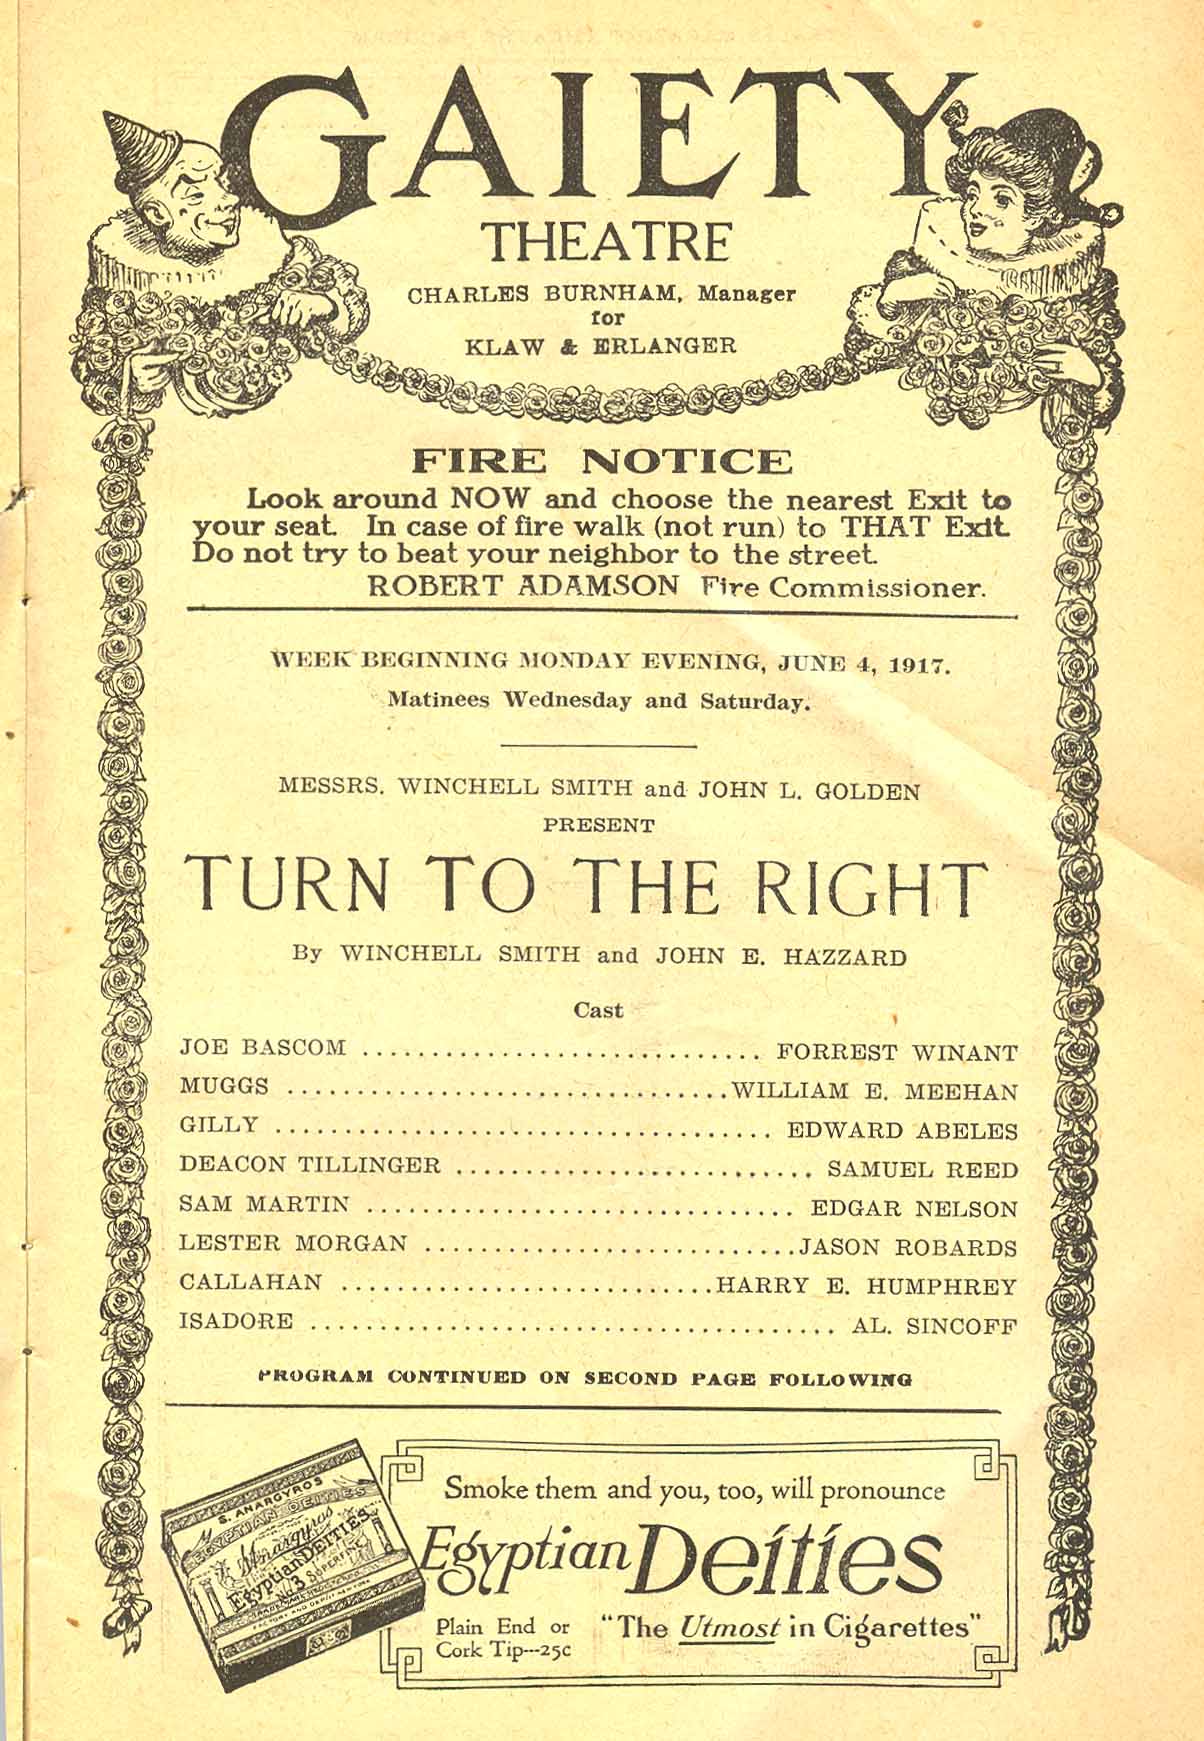 GAIETY
THEATRE
CHARLES BURNHAM, Manager
for
KLAW & ERLANGER
FIRE NOTICE
Look around NOW and choose the nearest Exit to
your seat. In case of fire walk (not run) to THAT Exit.
Do not try to beat your neighbor to the street.
ROBERT ADAMSON Fire Commissioner.
WEEK BEGINNING MONDAY EVENING, JUNE 4, 1917.
Matinees Wednesday and Saturday.
MESSRS. WINCHELL SMITH and JOHN L. GOLDEN
PRESENT
TURN TO THE RIGHT
By WINCHELL SMITH and JOHN E. HAZZARD
Cast
JOE BASCOM ............................. FORREST WINANT
MUGGS ................................WILLIAM E. MEEHAN
GILLY .................................... EDWARD ABELES
DEACON TILLINGER .......................... SAMUEL REED
SAM MARTIN ............................... EDGAR NELSON
LESTER MORGAN ...........................JASON ROBARDS
CALLAHAN ...........................HARRY E. HUMPHREY
ISADORE ...................................... AL. SINCOFF
PROGRAM CONTINUED ON SECOND PAGE FOLLOWING
S. ANARGYROS
EGYPTIAN DEITIES
S. Anargyros
Egyptian DEITIES
No 3 SUPERFINE
Smoke them and you, too, will pronounce
Egyptian Deities
Plain End or
Cork Tip---25c
"The Utmost in Cigarettes"